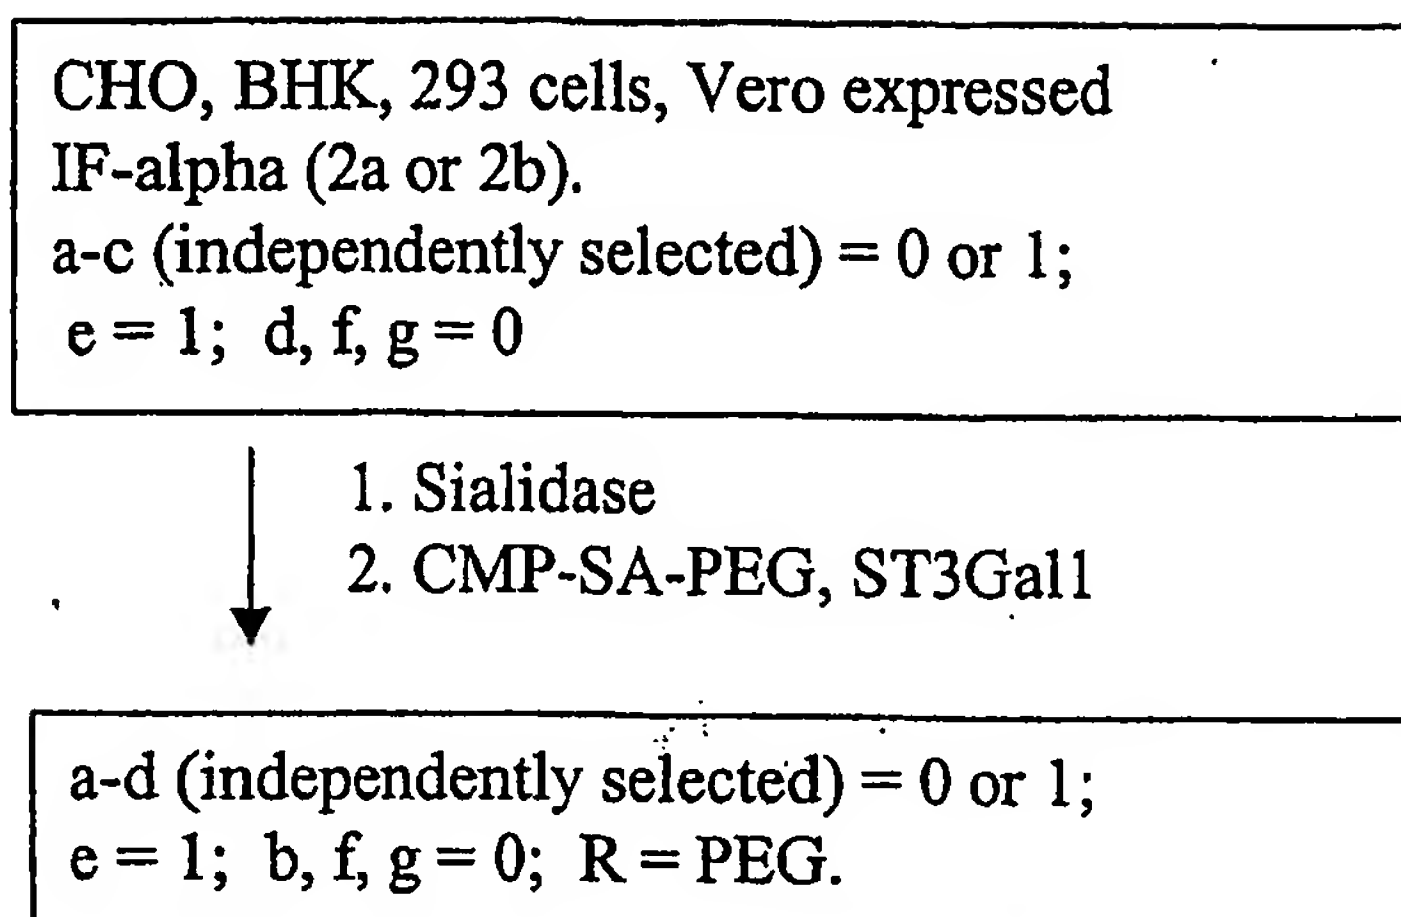 CHO, BHK, 293 cells, Vero expressed
IF-alpha (2a or 2b).
a-c (independently selected) = 0 or 1;
e = 1; d, f, g = 0
1. Sialidase
2. CMP-SA-PEG, ST3Gal1
a-d (independently selected) = 0 or 1;
e = 1; b, f, g = 0; R = PEG.